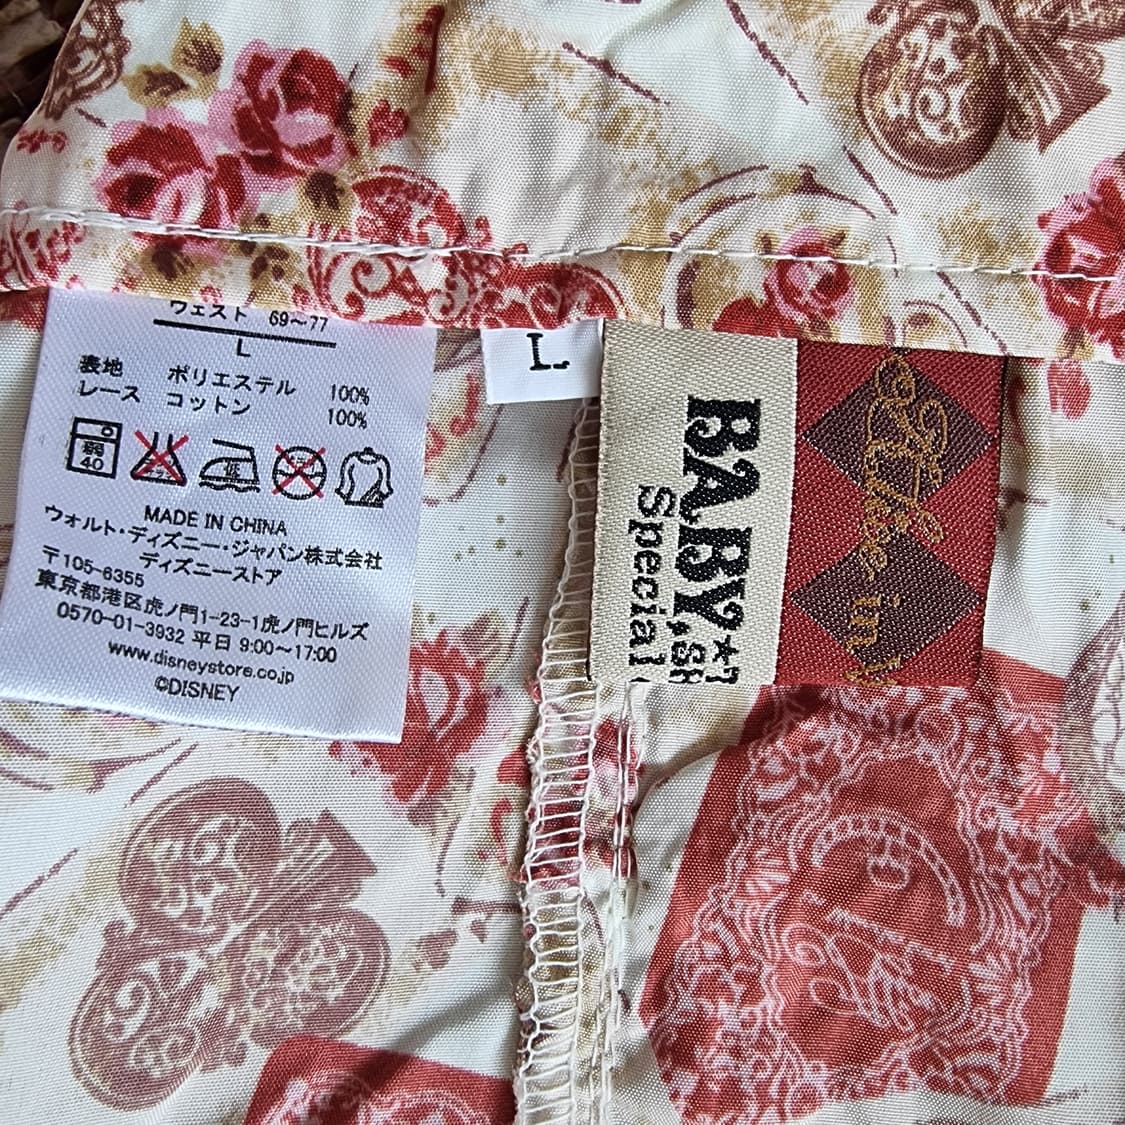 ウェスト 69～77
L
表地 ポリエステル 100%
レース コットン 100%
弱
40
低
MADE IN CHINA
ウォルト・ディズニー・ジャパン株式会社
ディズニーストア
〒105-6355
東京都港区虎ノ門1-23-1虎ノ門ヒルズ
0570-01-3932 平日 9:00～17:00
www.disneystore.co.jp
©DISNEY
L
BABY,
Special